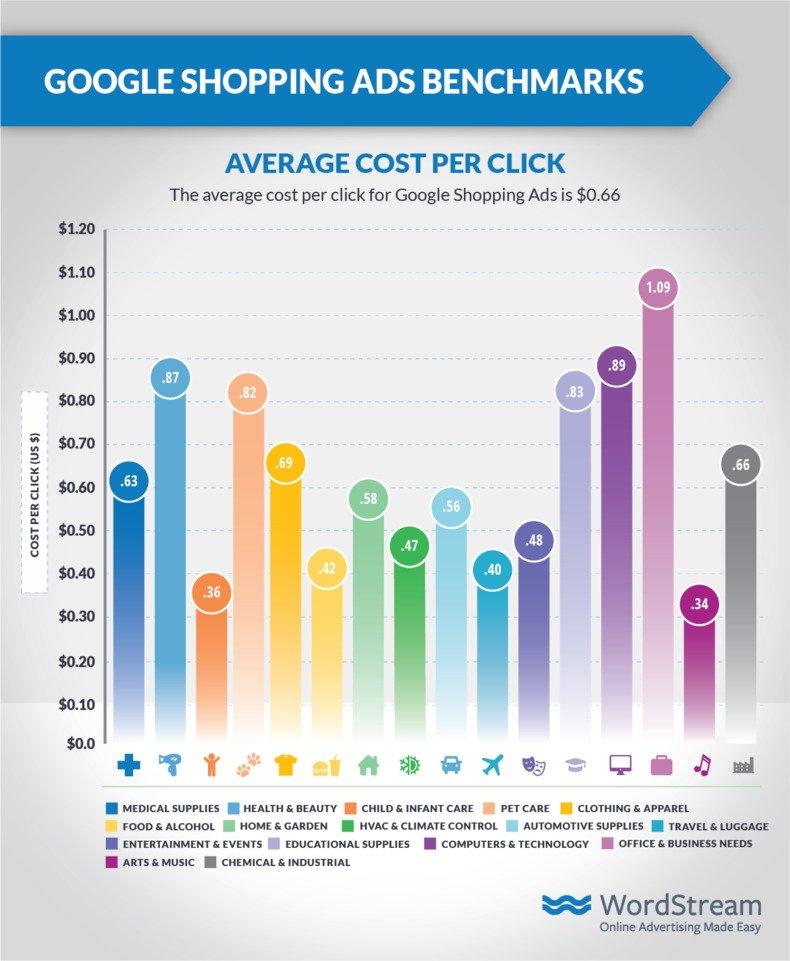 GOOGLE SHOPPING ADS BENCHMARKS
AVERAGE COST PER CLICK
The average cost per click for Google Shopping Ads is $0.66
$1.20
$1.10
1.09
$1.00
$0.90
.89
.87
.83
.82
$0.80
$0.70
.69
.66
.63
$0.60
.58
.56
$0.50
.48
.47
.42
.40
$0.40
.36
.34
$0.30
$0.20
$0.10
$0.0
COST PER CLICK (US $)
MEDICAL SUPPLIES HEALTH & BEAUTY CHILD & INFANT CARE PET CARE CLOTHING & APPAREL
FOOD & ALCOHOL HOME & GARDEN HVAC & CLIMATE CONTROL AUTOMOTIVE SUPPLIES TRAVEL & LUGGAGE
ENTERTAINMENT & EVENTS EDUCATIONAL SUPPLIES COMPUTERS & TECHNOLOGY OFFICE & BUSINESS NEEDS
ARTS & MUSIC CHEMICAL & INDUSTRIAL
WordStream
Online Advertising Made Easy